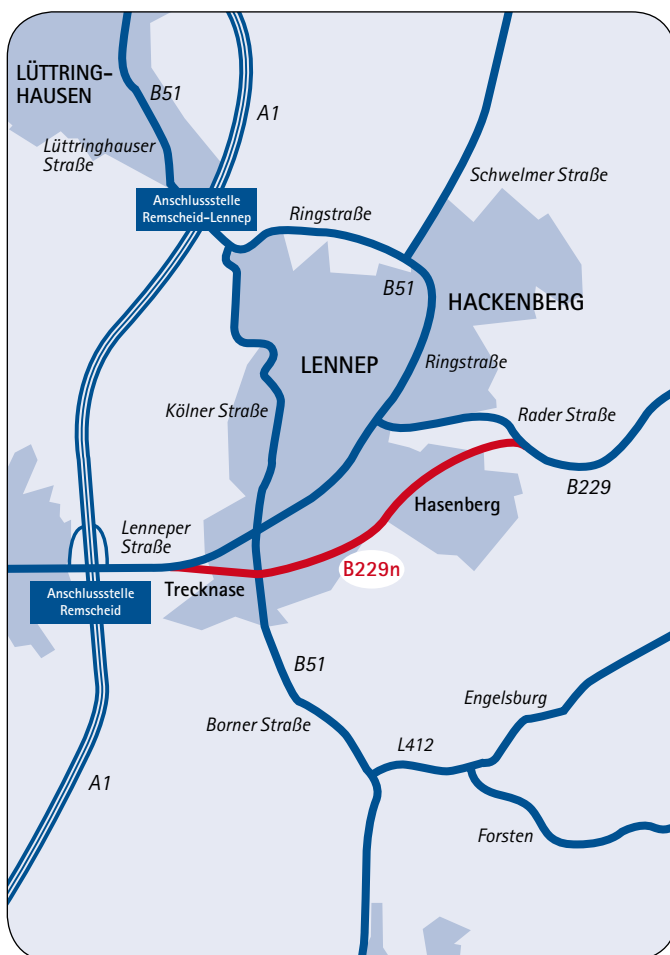 LÜTTRING-
HAUSEN
B51
A1
Lüttringhauser
Straße
Schwelmer Straße
Anschlussstelle
Remscheid-Lennep
Ringstraße
B51
HACKENBERG
LENNEP
Ringstraße
Kölner Straße
Rader Straße
B229
Hasenberg
Lenneper
Straße
B229n
Anschlussstelle
Remscheid
Trecknase
B51
Engelsburg
Borner Straße
L412
A1
Forsten